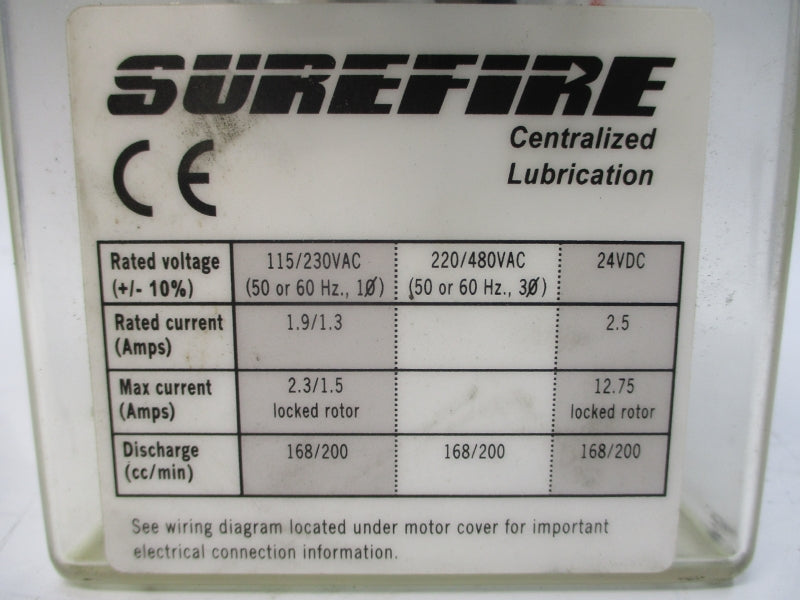 SUREFIRE
Centralized
Lubrication
CE
Rated voltage 115/230VAC 220/480VAC 24VDC
(+/- 10%) (50 or 60 Hz., 1Ø) (50 or 60 Hz., 3Ø)
Rated current 1.9/1.3 2.5
(Amps)
Max current 2.3/1.5 12.75
(Amps) locked rotor locked rotor
Discharge 168/200 168/200 168/200
(cc/min)
See wiring diagram located under motor cover for important
electrical connection information.